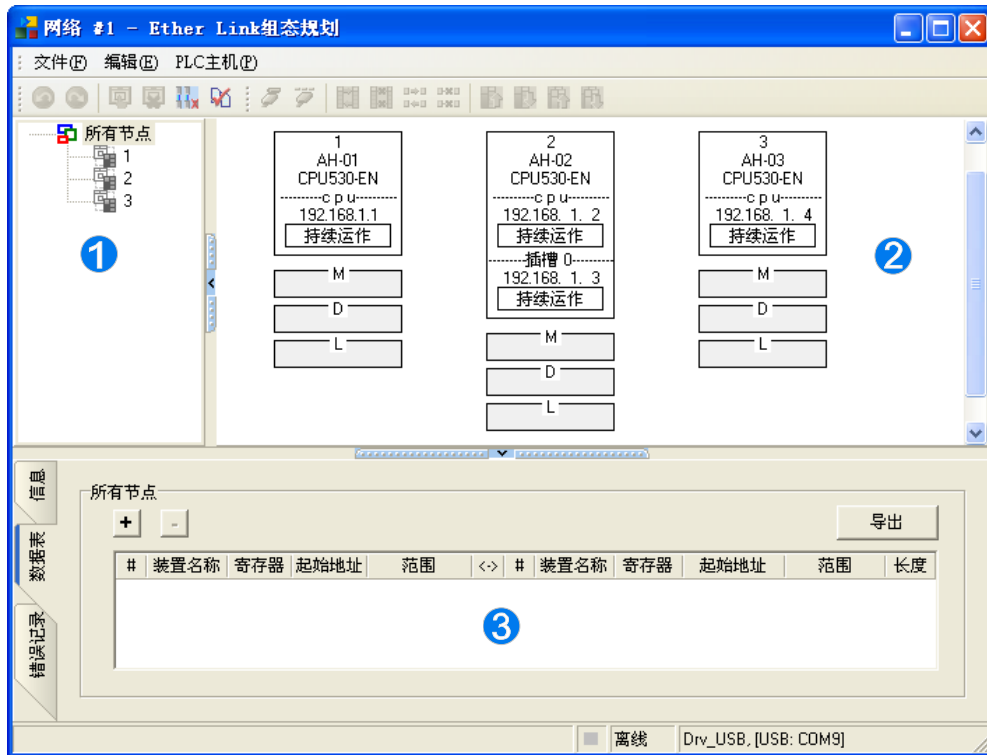 网络 #1 - Ether Link组态规划
文件(F) 编辑(E) PLC主机(P)
所有节点
1
2
3
1
1
AH-01
CPU530-EN
cpu
192.168.1.1
持续运作
M
D
L
2
AH-02
CPU530-EN
cpu
192.168. 1. 2
持续运作
插槽 0
192.168. 1. 3
持续运作
M
D
L
3
AH-03
CPU530-EN
cpu
192.168. 1. 4
持续运作
M
D
L
2
信息
数据表
错误记录
所有节点
+ -
导出
# 装置名称 寄存器 起始地址 范围 <-> # 装置名称 寄存器 起始地址 范围 长度
3
离线 Drv_USB, [USB: COM9]